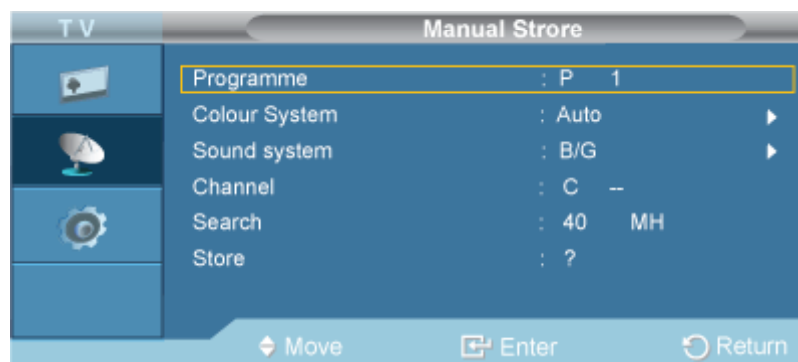 TV Manual Strore
Programme : P 1
Colour System : Auto
Sound system : B/G
Channel : C --
Search : 40 MH
Store : ?
Move Enter Return